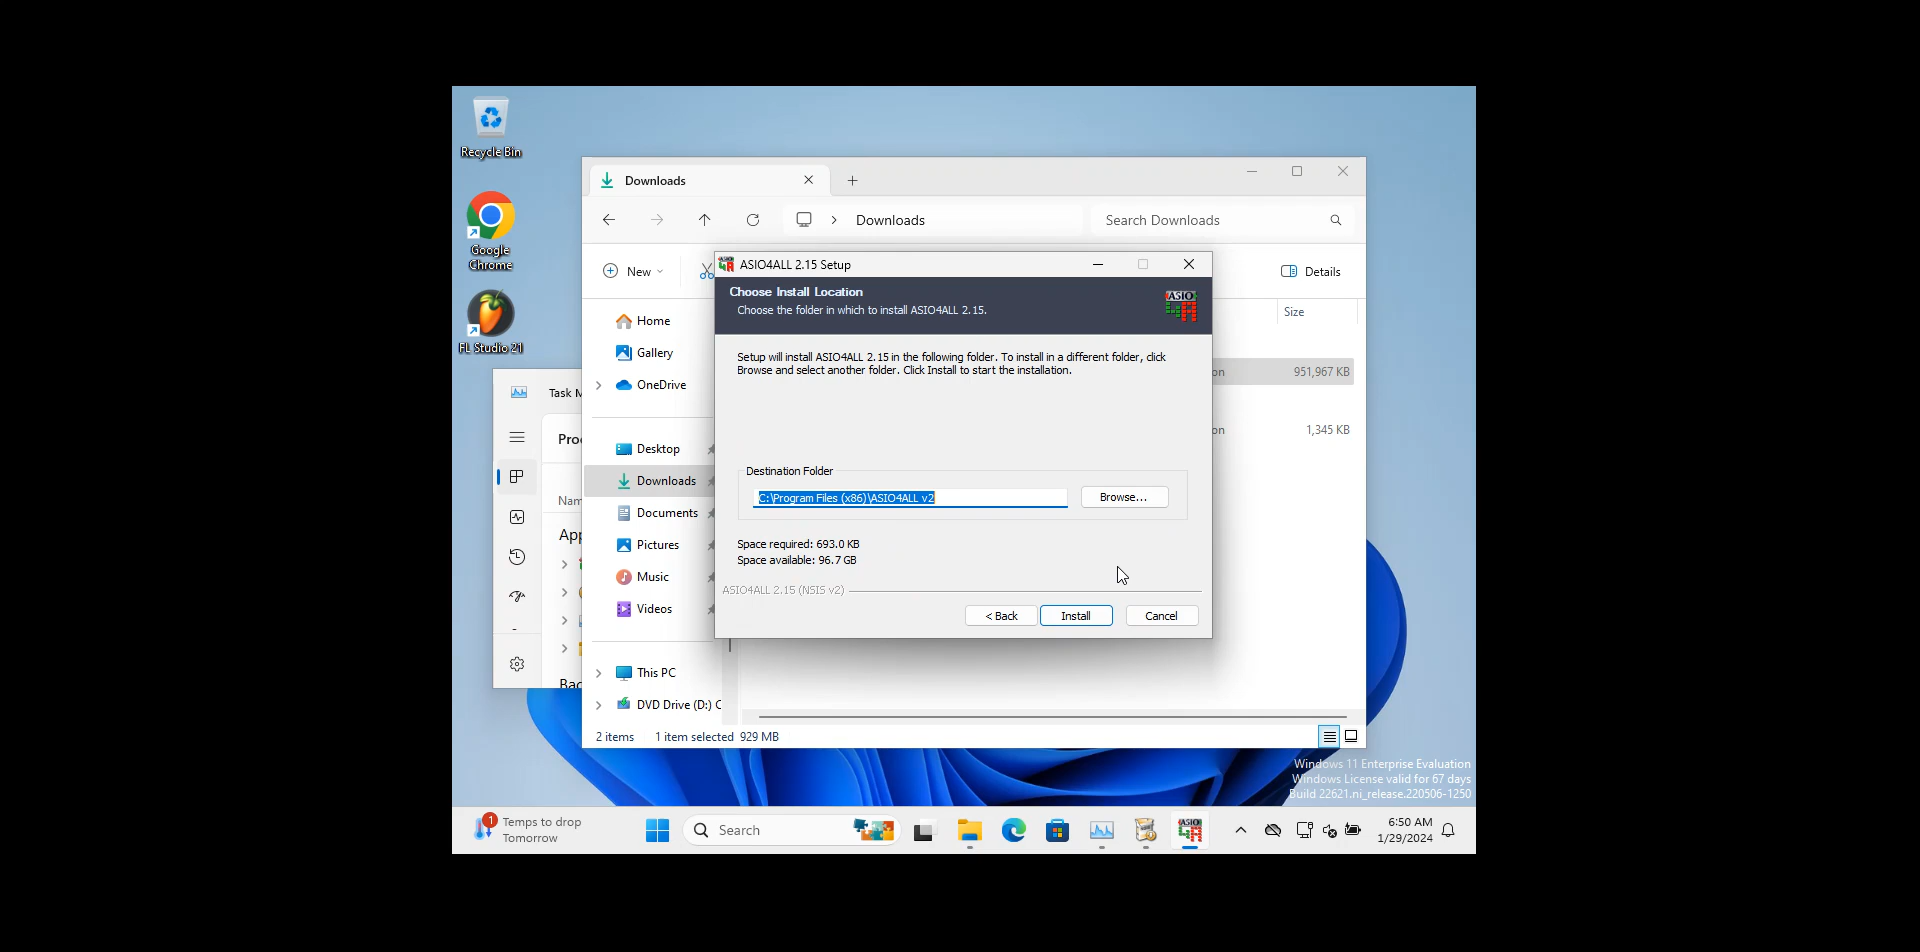 Recycle Bin
Google
Chrome
FL Studio 21
Downloads
Downloads
Search Downloads
New
Details
Size
951,967 KB
1,345 KB
Home
Gallery
OneDrive
Desktop
Downloads
Documents
Pictures
Music
Videos
This PC
DVD Drive (D:) C
2 items
1 item selected 929 MB
Task M
Proc
Nam
App
Bac
ASIO4ALL 2.15 Setup
Choose Install Location
Choose the folder in which to install ASIO4ALL 2.15.
ASIO
Setup will install ASIO4ALL 2.15 in the following folder. To install in a different folder, click
Browse and select another folder. Click Install to start the installation.
Destination Folder
C:\Program Files (x86)\ASIO4ALL v2
Browse...
Space required: 693.0 KB
Space available: 96.7 GB
ASIO4ALL 2.15 (NSIS v2)
< Back
Install
Cancel
Windows 11 Enterprise Evaluation
Windows License valid for 67 days
Build 22621.ni_release.220506-1250
1
Temps to drop
Tomorrow
Search
6:50 AM
1/29/2024